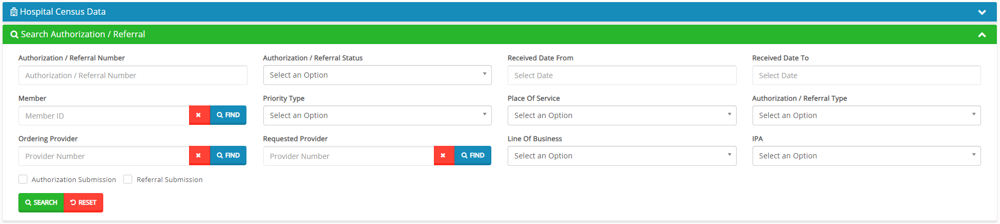 Hospital Census Data
Search Authorization / Referral
Authorization / Referral Number
Authorization / Referral Status
Received Date From
Received Date To
Authorization / Referral Number
Select an Option
Select Date
Select Date
Member
Priority Type
Place Of Service
Authorization / Referral Type
Member ID
FIND
Select an Option
Select an Option
Select an Option
Ordering Provider
Requested Provider
Line Of Business
IPA
Provider Number
FIND
Provider Number
FIND
Select an Option
Select an Option
Authorization Submission
Referral Submission
SEARCH
RESET